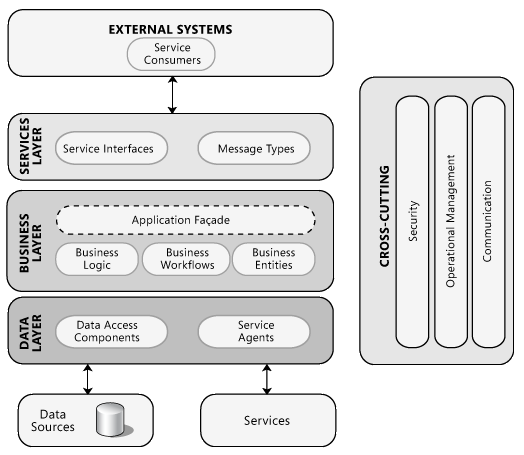 EXTERNAL SYSTEMS
Service
Consumers
SERVICES
LAYER
Service Interfaces
Message Types
BUSINESS
LAYER
Application Façade
Business
Logic
Business
Workflows
Business
Entities
DATA
LAYER
Data Access
Components
Service
Agents
Data
Sources
Services
CROSS-CUTTING
Security
Operational Management
Communication